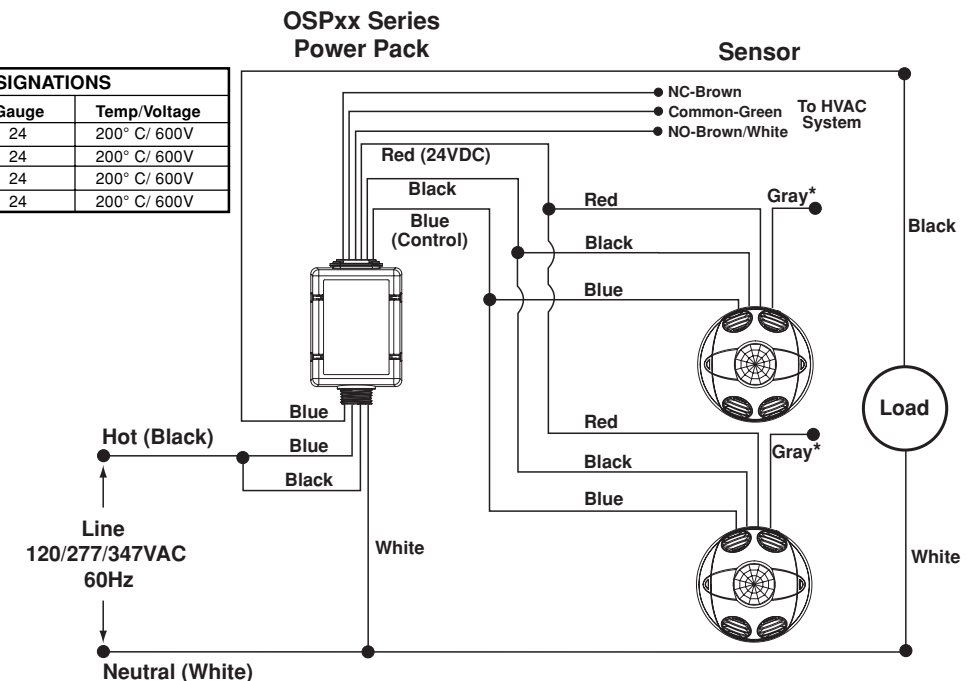 OSPxx Series
Power Pack
Sensor
SIGNATIONS
Gauge Temp/Voltage
24 200° C/ 600V
24 200° C/ 600V
24 200° C/ 600V
24 200° C/ 600V
NC-Brown
Common-Green
NO-Brown/White
To HVAC
System
Red (24VDC)
Black
Blue
(Control)
Red
Gray*
Black
Blue
Black
Load
Blue
Hot (Black)
Blue
Black
Red
Gray*
Black
Blue
Line
120/277/347VAC
60Hz
White
White
Neutral (White)